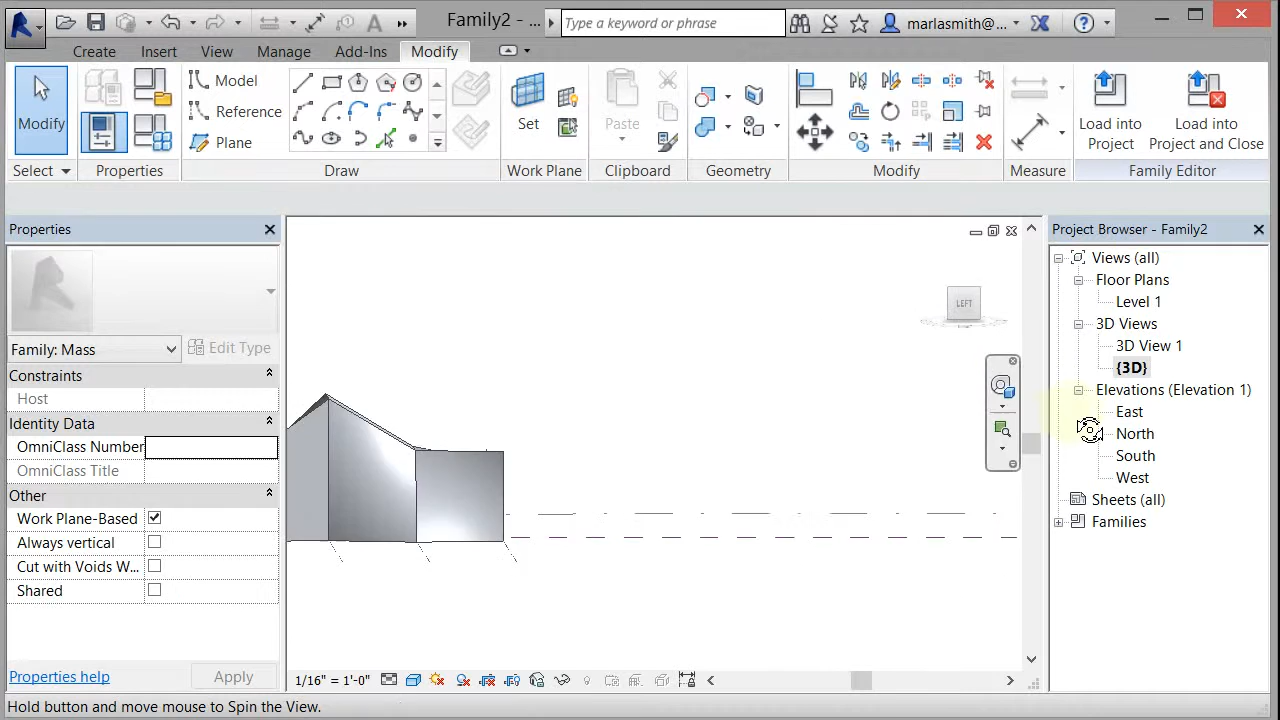 Family2 - ...
Type a keyword or phrase
marlasmith@...
Create Insert View Manage Add-Ins Modify
Modify
Model
Reference
Plane
Set
Paste
Load into Project
Load into Project and Close
Select Properties Draw Work Plane Clipboard Geometry Modify Measure Family Editor
Properties
Family: Mass
Edit Type
Constraints
Host
Identity Data
OmniClass Number
OmniClass Title
Other
Work Plane-Based
Always vertical
Cut with Voids W...
Shared
Properties help
Apply
LEFT
1/16" = 1'-0"
Project Browser - Family2
Views (all)
Floor Plans
Level 1
3D Views
3D View 1
{3D}
Elevations (Elevation 1)
East
North
South
West
Sheets (all)
Families
Hold button and move mouse to Spin the View.